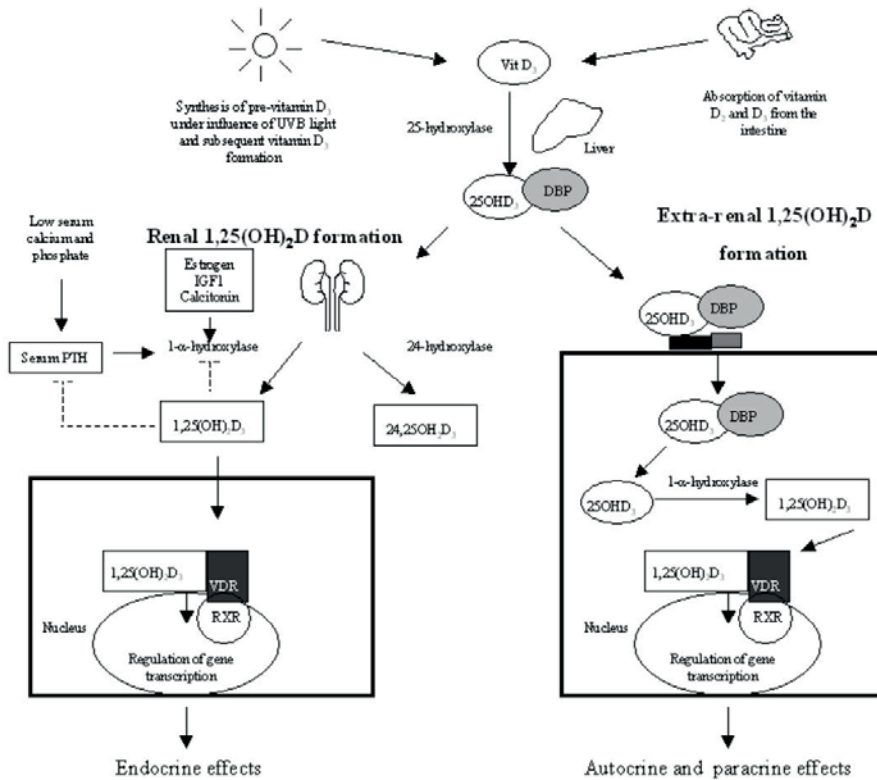 Vit D₃
Synthesis of pre-vitamin D₃
under influence of UVB light
and subsequent vitamin D₃
formation
Absorption of vitamin
D₂ and D₃ from the
intestine
25-hydroxylase
Liver
25OHD₃
DBP
Low serum
calcium and
phosphate
Renal 1,25(OH)₂D formation
Extra-renal 1,25(OH)₂D
formation
Estrogen
IGF1
Calcitonin
25OHD₃
DBP
Serum PTH
1-α-hydroxylase
24-hydroxylase
1,25(OH)₂D₃
24,25OH₂D₃
25OHD₃
DBP
25OHD₃
1-α-hydroxylase
1,25(OH)₂D₃
1,25(OH)₂D₃
VDR
RXR
Nucleus
Regulation of gene
transcription
1,25(OH)₂D₃
VDR
RXR
Nucleus
Regulation of gene
transcription
Endocrine effects
Autocrine and paracrine effects